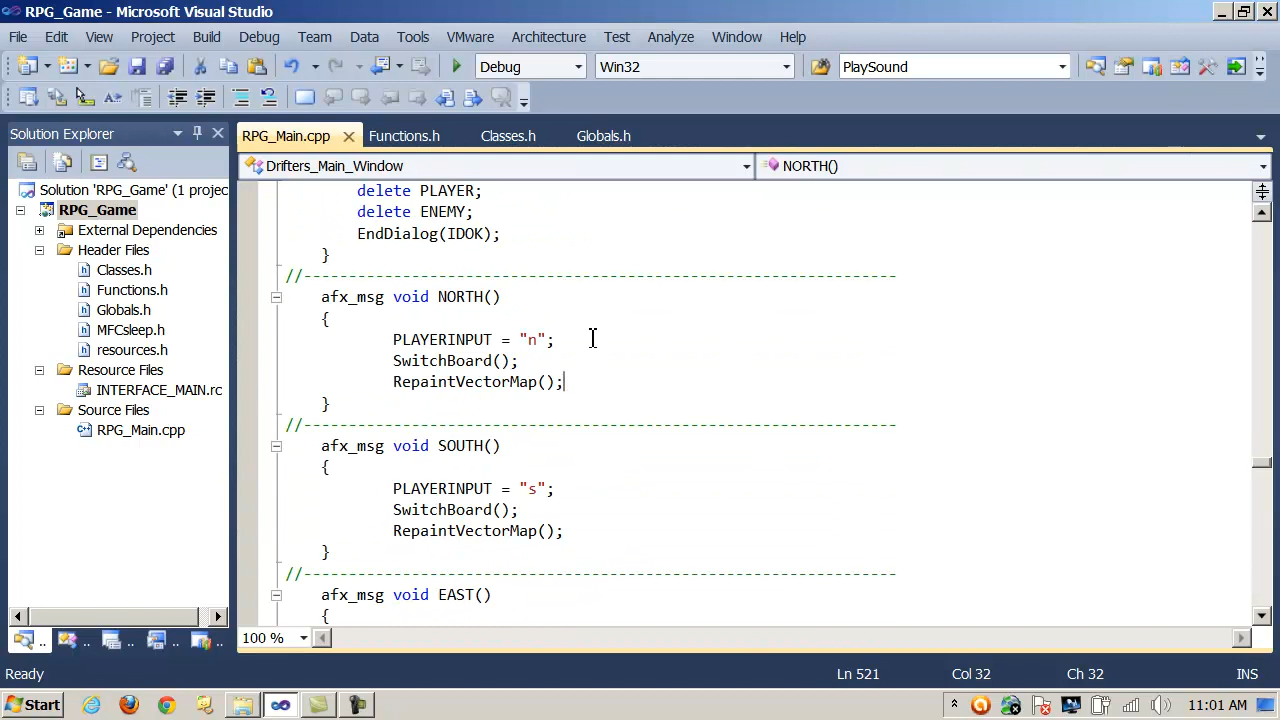 RPG_Game - Microsoft Visual Studio
File Edit View Project Build Debug Team Data Tools VMware Architecture Test Analyze Window Help
Debug Win32 PlaySound
Solution Explorer
RPG_Main.cpp Functions.h Classes.h Globals.h
Drifters_Main_Window NORTH()
Solution 'RPG_Game' (1 projec
RPG_Game
External Dependencies
Header Files
Classes.h
Functions.h
Globals.h
MFCsleep.h
resources.h
Resource Files
INTERFACE_MAIN.rc
Source Files
RPG_Main.cpp
delete PLAYER;
delete ENEMY;
EndDialog(IDOK);
}
//------------------------------------------------------------------
afx_msg void NORTH()
{
PLAYERINPUT = "n";
SwitchBoard();
RepaintVectorMap();
}
//------------------------------------------------------------------
afx_msg void SOUTH()
{
PLAYERINPUT = "s";
SwitchBoard();
RepaintVectorMap();
}
//------------------------------------------------------------------
afx_msg void EAST()
{
100 %
Ready Ln 521 Col 32 Ch 32 INS
Start 11:01 AM